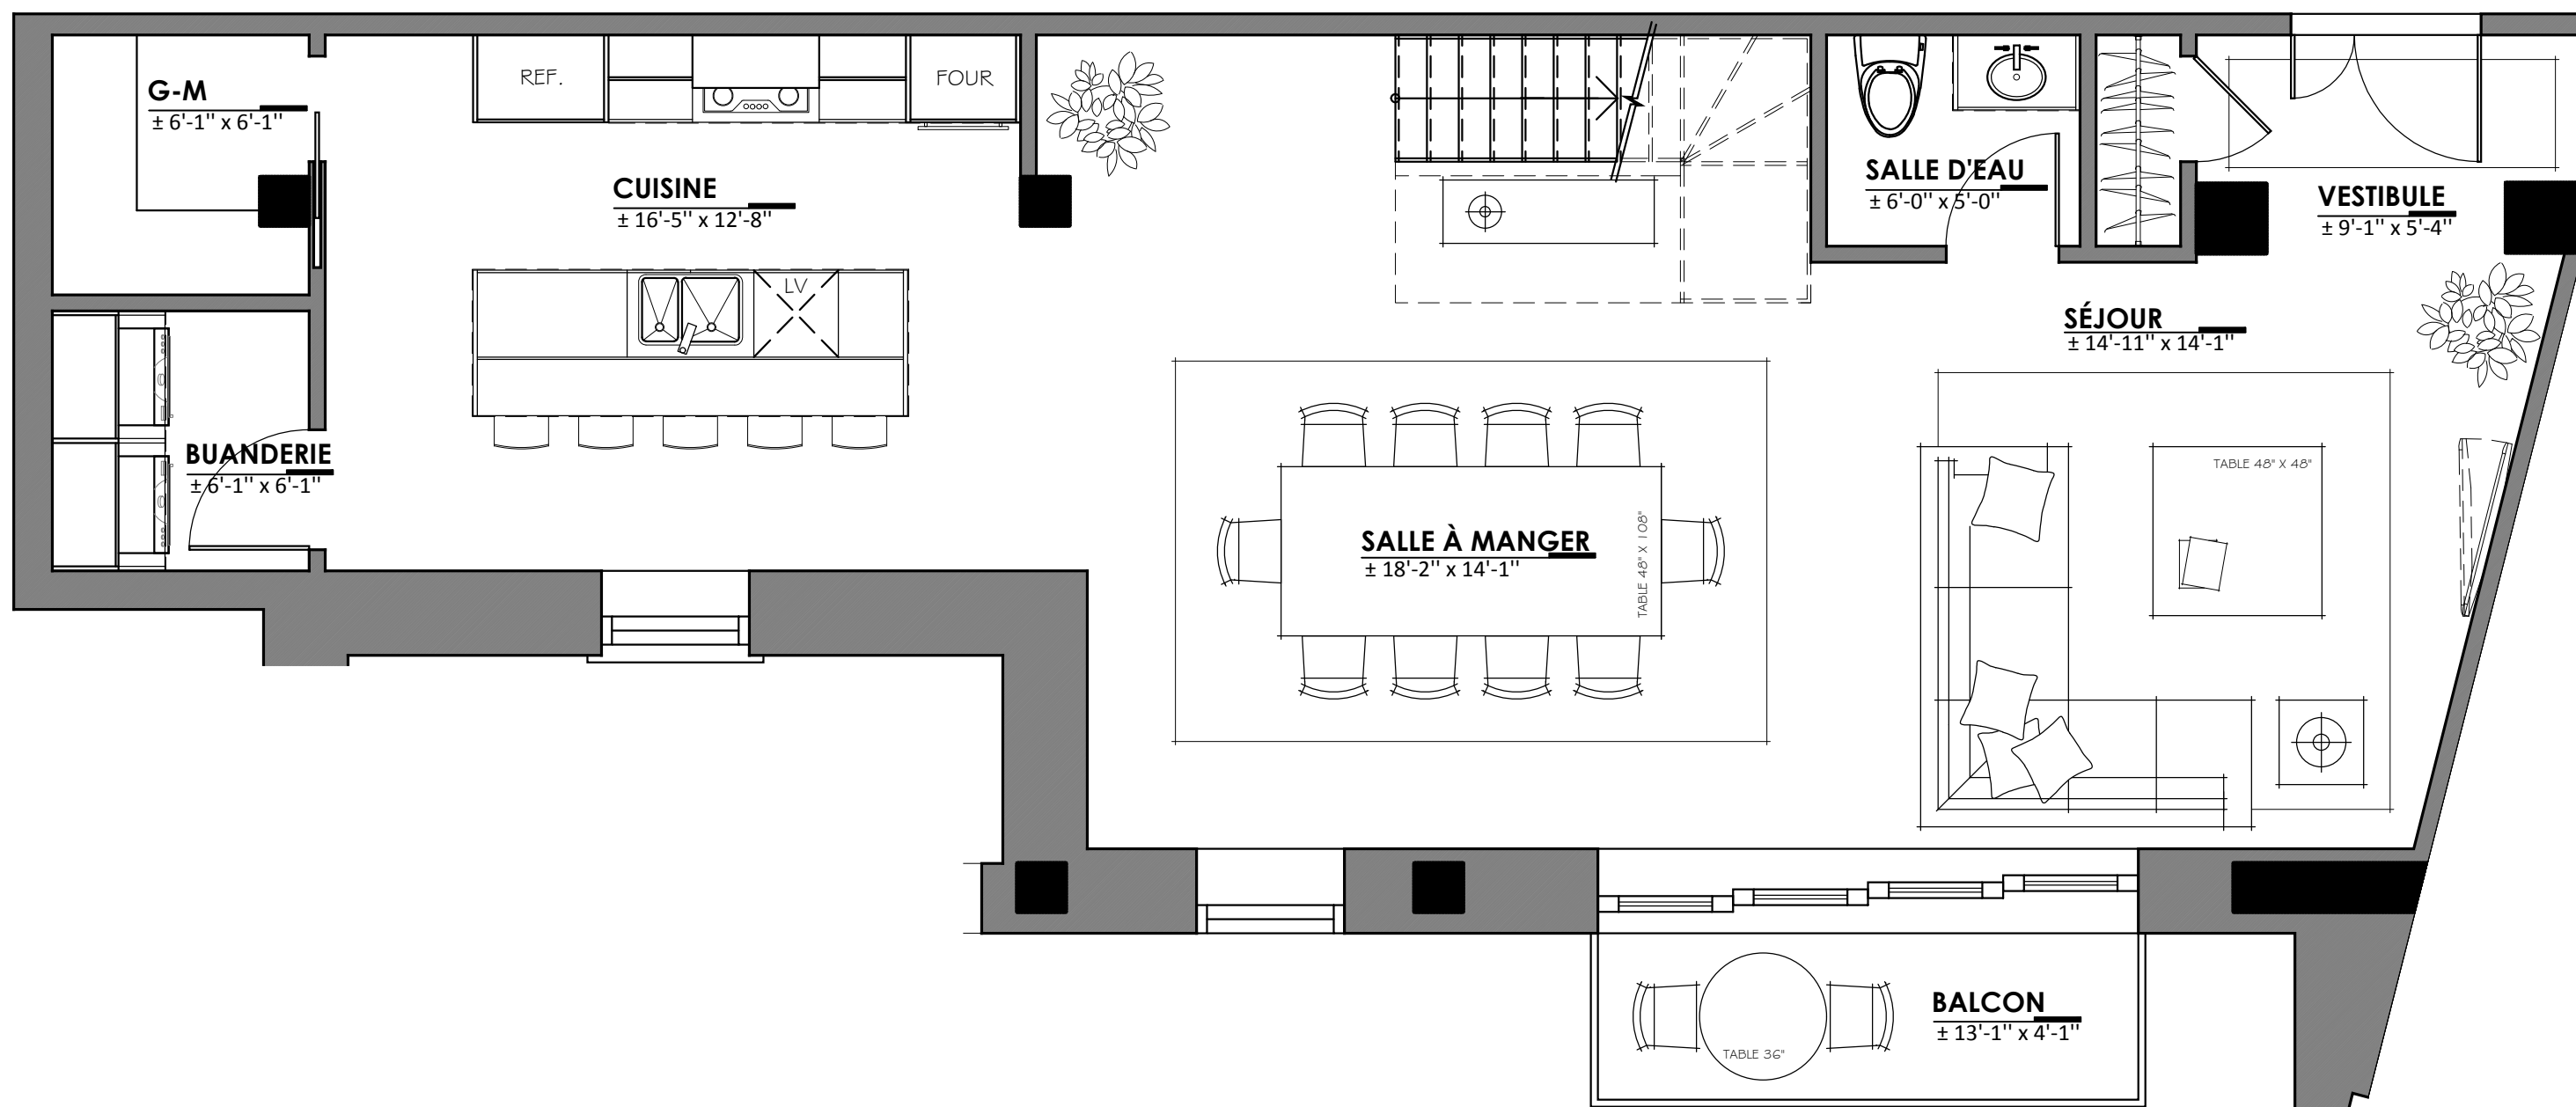 G-M
± 6'-1" x 6'-1"
REF.
FOUR
CUISINE
± 16'-5" x 12'-8"
SALLE D'EAU
± 6'-0" x 5'-0"
VESTIBULE
± 9'-1" x 5'-4"
LV
SÉJOUR
± 14'-11" x 14'-1"
BUANDERIE
± 6'-1" x 6'-1"
TABLE 48" X 48"
SALLE À MANGER
± 18'-2" x 14'-1"
TABLE 48" X 108"
BALCON
± 13'-1" x 4'-1"
TABLE 36"